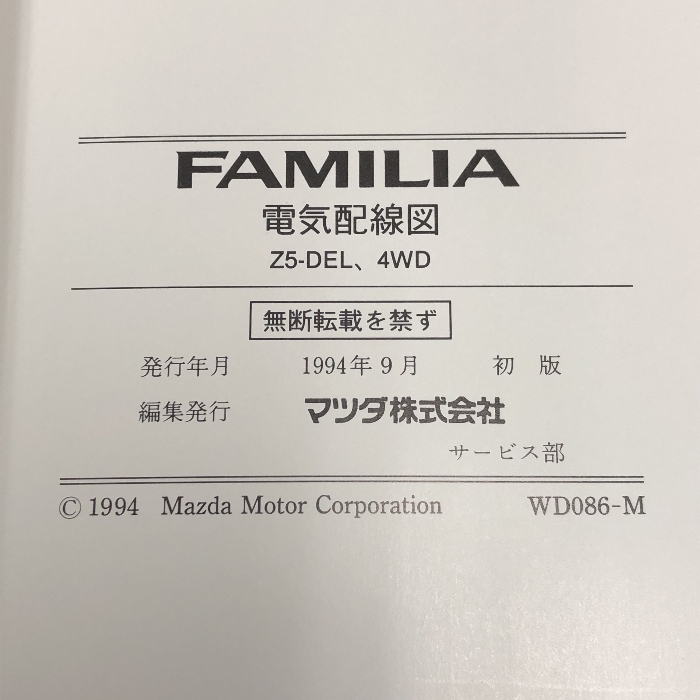 FAMILIA
電気配線図
Z5-DEL、4WD
無断転載を禁ず
発行年月 1994年9月 初版
編集発行 マツダ株式会社
サービス部
© 1994 Mazda Motor Corporation WD086-M